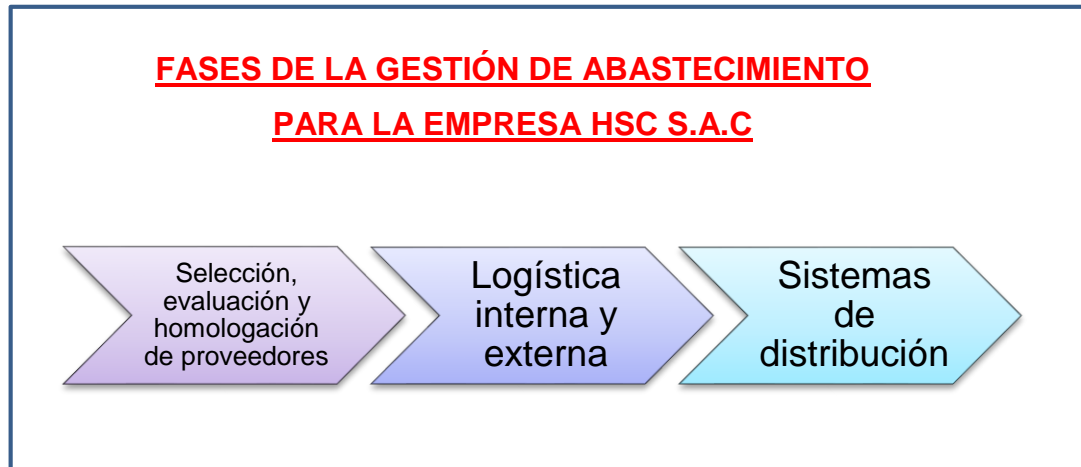 FASES DE LA GESTIÓN DE ABASTECIMIENTO
PARA LA EMPRESA HSC S.A.C
Selección,
evaluación y
homologación
de proveedores
Logística
interna y
externa
Sistemas
de
distribución